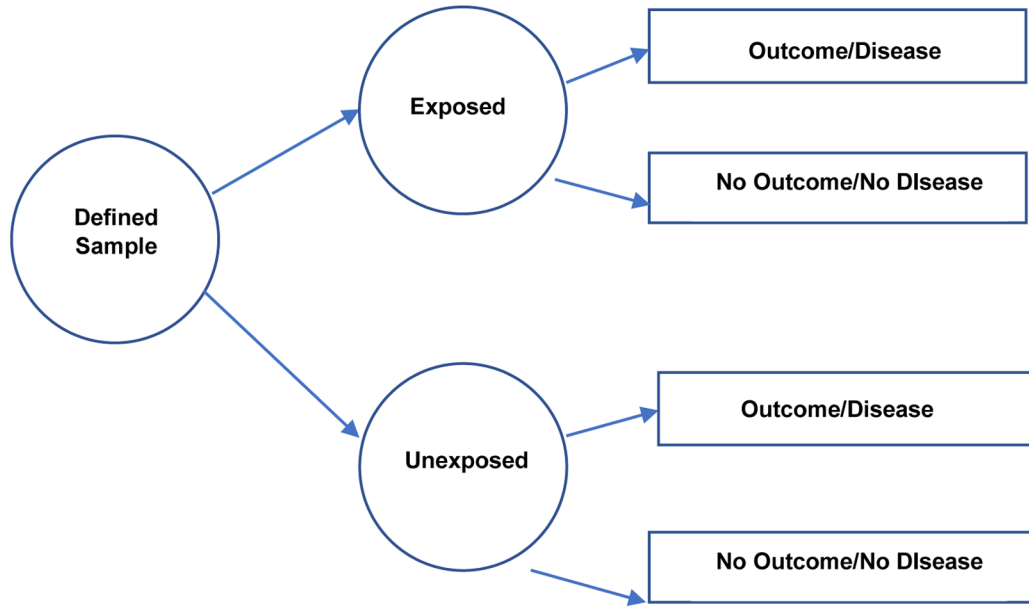 Outcome/Disease
Exposed
No Outcome/No DIsease
Defined
Sample
Outcome/Disease
Unexposed
No Outcome/No DIsease